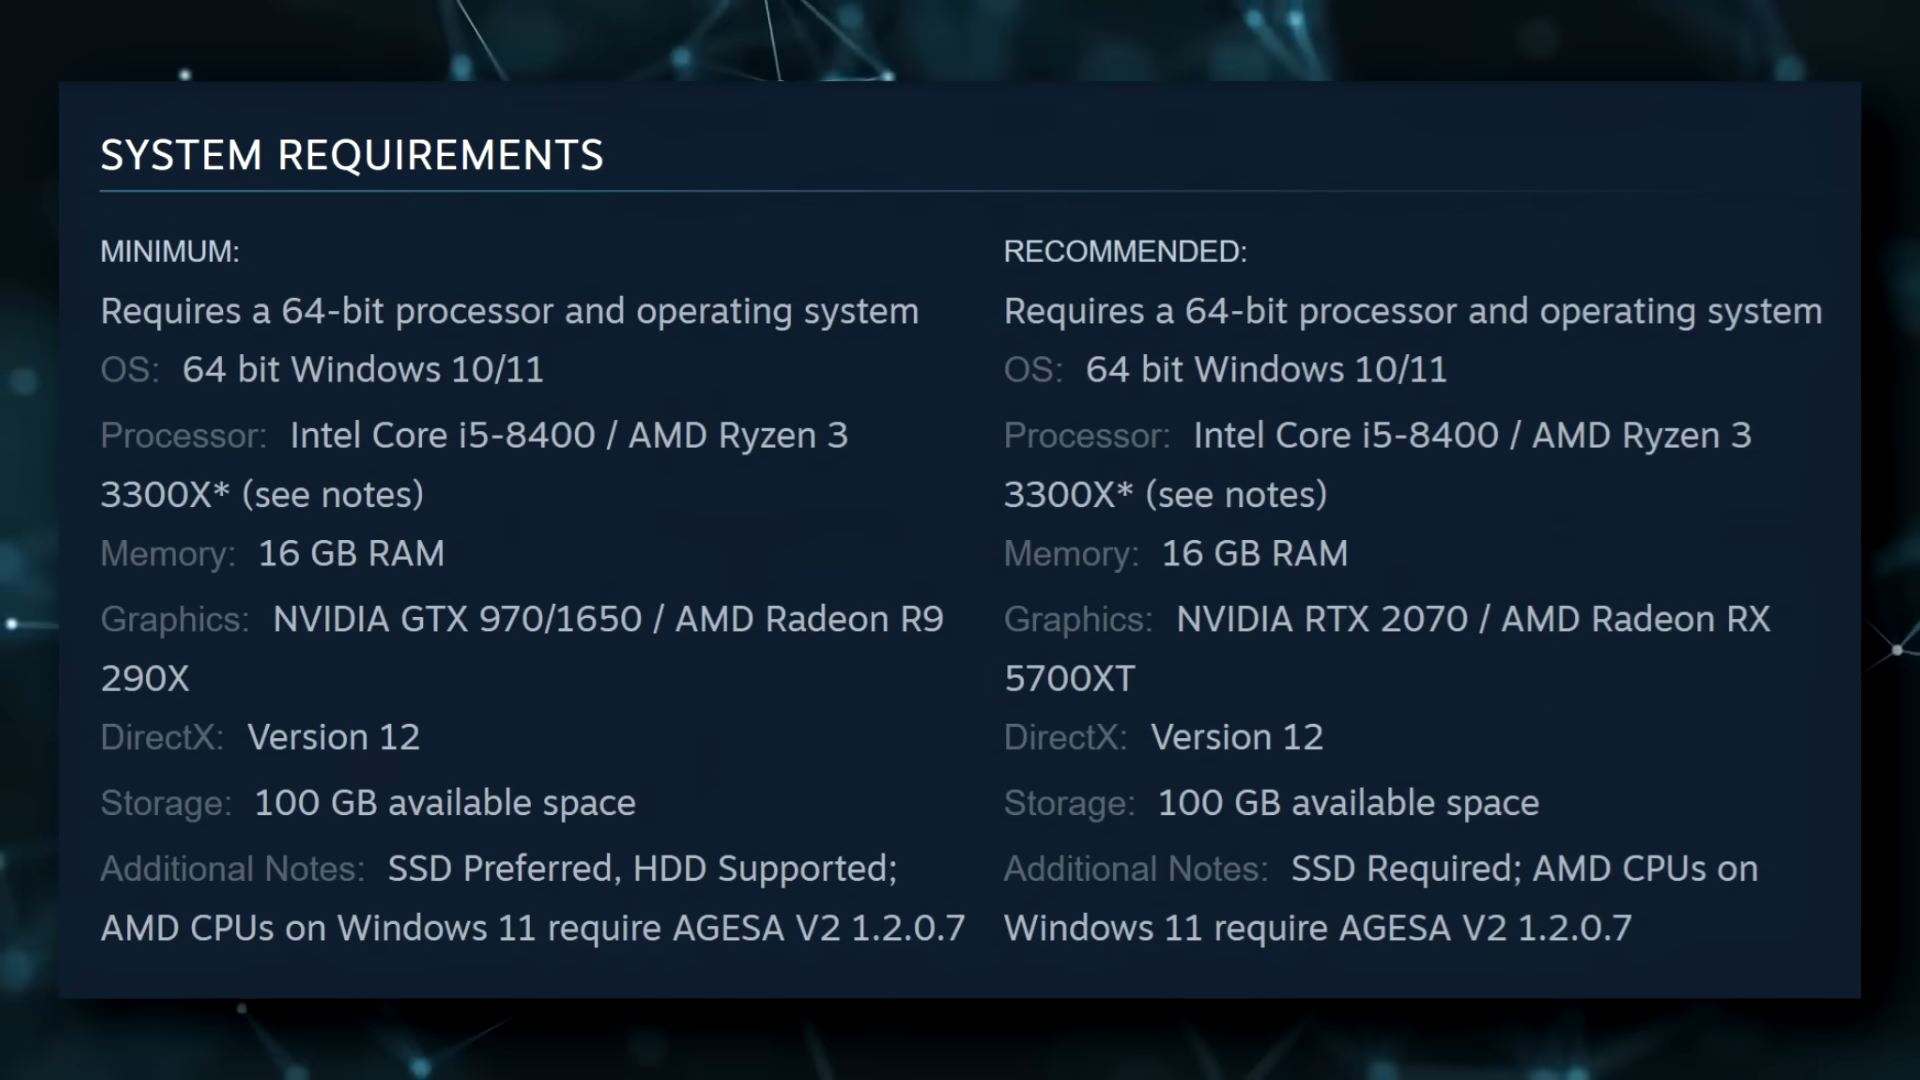 SYSTEM REQUIREMENTS
MINIMUM:
Requires a 64-bit processor and operating system
OS: 64 bit Windows 10/11
Processor: Intel Core i5-8400 / AMD Ryzen 3
3300X* (see notes)
Memory: 16 GB RAM
Graphics: NVIDIA GTX 970/1650 / AMD Radeon R9
290X
DirectX: Version 12
Storage: 100 GB available space
Additional Notes: SSD Preferred, HDD Supported;
AMD CPUs on Windows 11 require AGESA V2 1.2.0.7
RECOMMENDED:
Requires a 64-bit processor and operating system
OS: 64 bit Windows 10/11
Processor: Intel Core i5-8400 / AMD Ryzen 3
3300X* (see notes)
Memory: 16 GB RAM
Graphics: NVIDIA RTX 2070 / AMD Radeon RX
5700XT
DirectX: Version 12
Storage: 100 GB available space
Additional Notes: SSD Required; AMD CPUs on
Windows 11 require AGESA V2 1.2.0.7